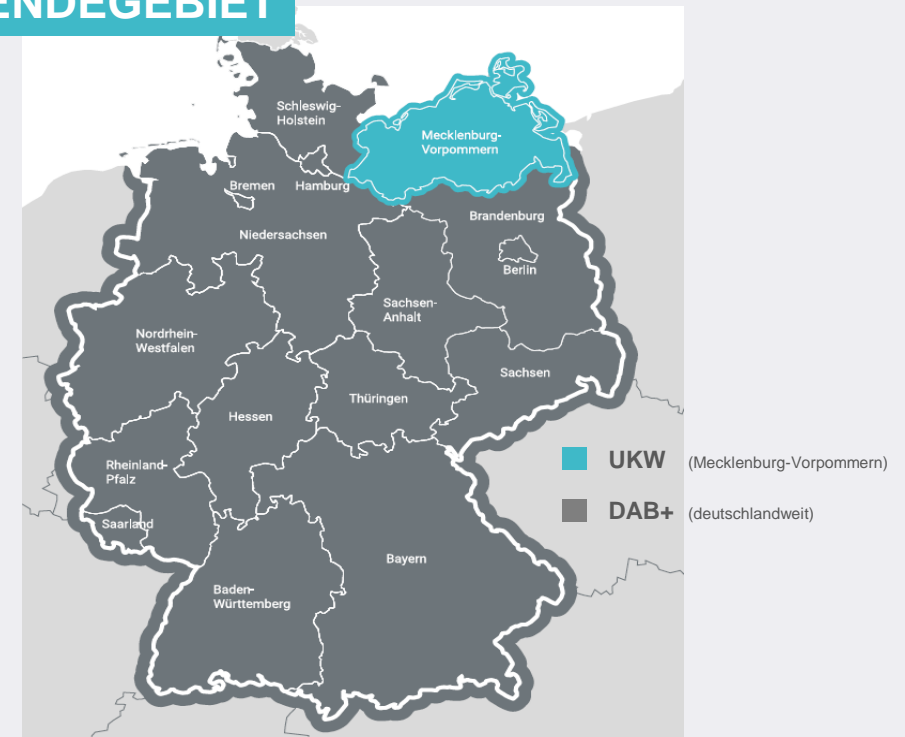 ENDEGEBIET
Schleswig-
Holstein
Mecklenburg-
Vorpommern
Bremen
Hamburg
Brandenburg
Niedersachsen
Berlin
Sachsen-
Anhalt
Nordrhein-
Westfalen
Sachsen
Thüringen
Hessen
UKW (Mecklenburg-Vorpommern)
Rheinland-
Pfalz
DAB+ (deutschlandweit)
Saarland
Bayern
Baden-
Württemberg